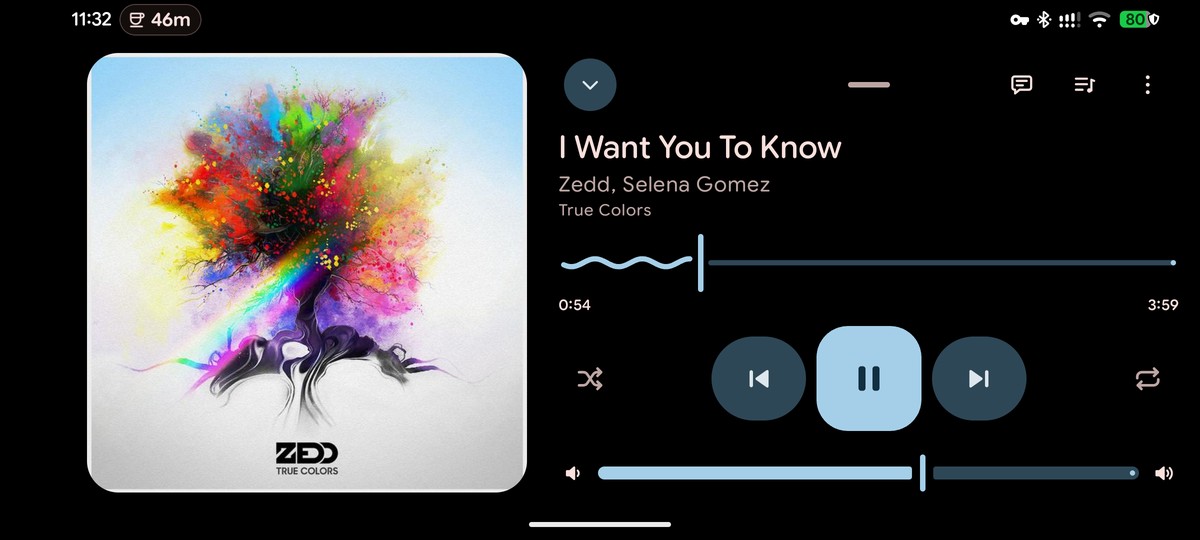 11:32 46m 80
ZEDD
TRUE COLORS
I Want You To Know
Zedd, Selena Gomez
True Colors
0:54 3:59